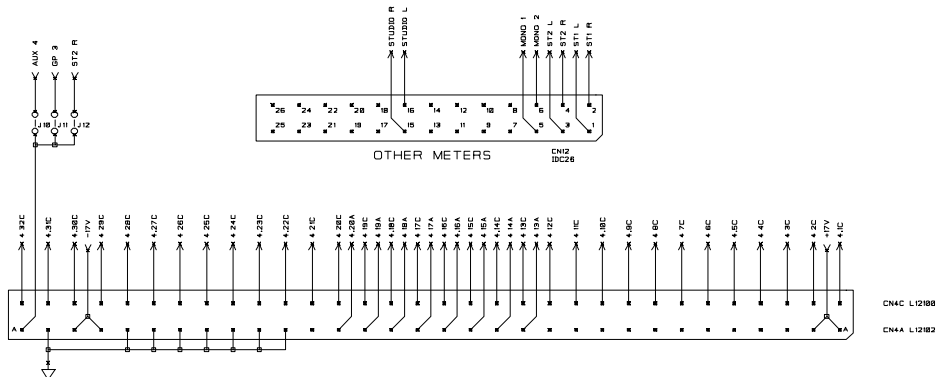 AUX 4
GP 3
ST2 R
STUDIO R
STUDIO L
MONO 1
MONO 2
ST2 L
ST2 R
ST1 L
ST1 R
J10
J11
J12
26 24 22 20 18 16 14 12 10 8 6 4 2
25 23 21 19 17 15 13 11 9 7 5 3 1
OTHER METERS
CN12
IDC26
4.32C
4.31C
4.30C
-17V
4.29C
4.28C
4.27C
4.26C
4.25C
4.24C
4.23C
4.22C
4.21C
4.20C
4.20A
4.19C
4.19A
4.18C
4.18A
4.17C
4.17A
4.16C
4.16A
4.15C
4.15A
4.14C
4.14A
4.13C
4.13A
4.12C
4.11C
4.10C
4.9C
4.8C
4.7C
4.6C
4.5C
4.4C
4.3C
4.2C
+17V
4.1C
CN4C L12100
A A
CN4A L12102